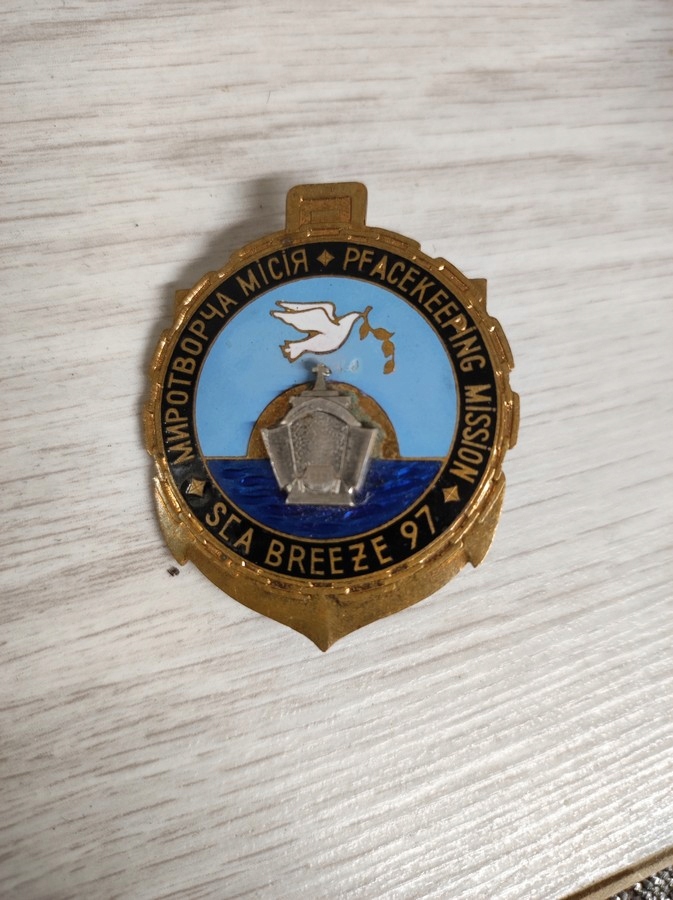 МИРОТВОРЧА МІСІЯ
PEACEKEEPING MISSION
SEA BREEZE 97